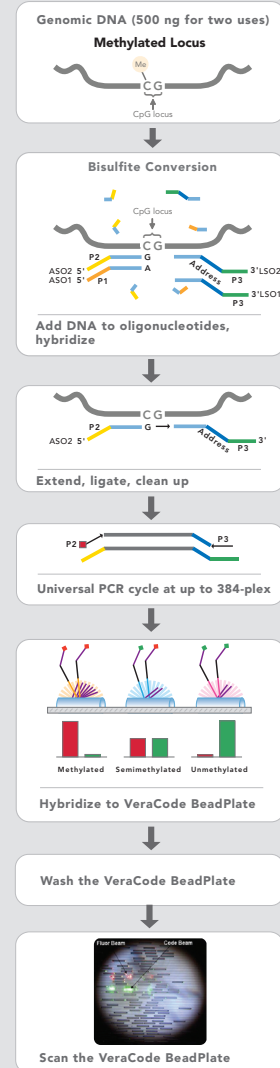 Genomic DNA (500 ng for two uses)
Methylated Locus
Me
CG
CpG locus
Bisulfite Conversion
CpG locus
CG
P2 G
ASO2 5' A Address P3 3'LSO2
ASO1 5' P1
3'LSO1
P3
Add DNA to oligonucleotides,
hybridize
CG
P2 G
ASO2 5' Address 3'
P3
Extend, ligate, clean up
P2 P3
Universal PCR cycle at up to 384-plex
Methylated Semimethylated Unmethylated
Hybridize to VeraCode BeadPlate
Wash the VeraCode BeadPlate
Fluor Beam Code Beam
Scan the VeraCode BeadPlate